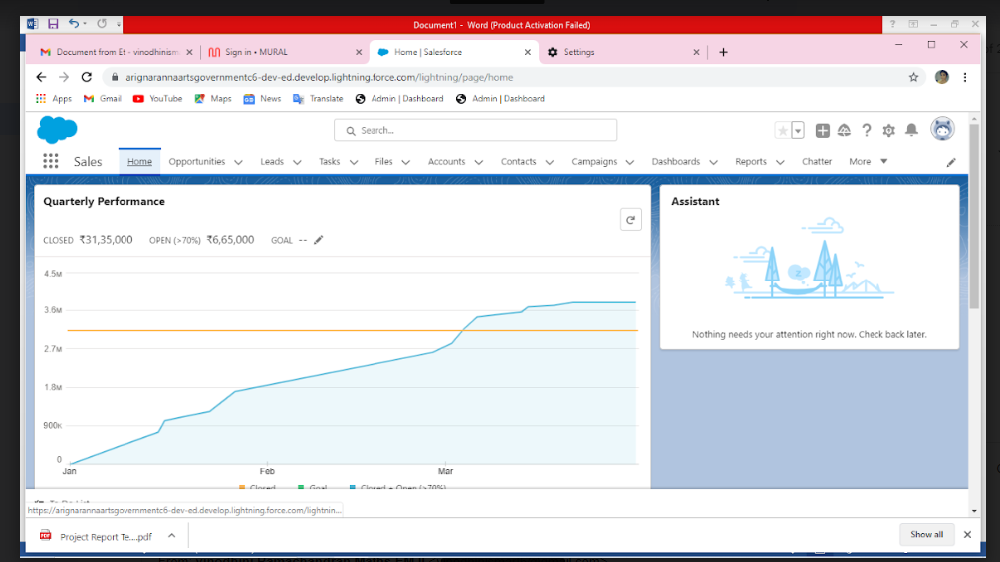 Document1 - Word (Product Activation Failed)
Document from Et - vinodhinism
Sign in • MURAL
Home | Salesforce
Settings
arignarannaartsgovernmentc6-dev-ed.develop.lightning.force.com/lightning/page/home
Apps Gmail YouTube Maps News Translate Admin | Dashboard Admin | Dashboard
Search...
Sales Home Opportunities Leads Tasks Files Accounts Contacts Campaigns Dashboards Reports Chatter More
Quarterly Performance
CLOSED ₹31,35,000 OPEN (>70%) ₹6,65,000 GOAL --
4.5M
3.6M
2.7M
1.8M
900K
0
Jan Feb Mar
Closed Goal Closed + Open (>70%)
Assistant
Nothing needs your attention right now. Check back later.
To Do List
https://arignarannaartsgovernmentc6-dev-ed.develop.lightning.force.com/lightnin...
Project Report Te....pdf
Show all